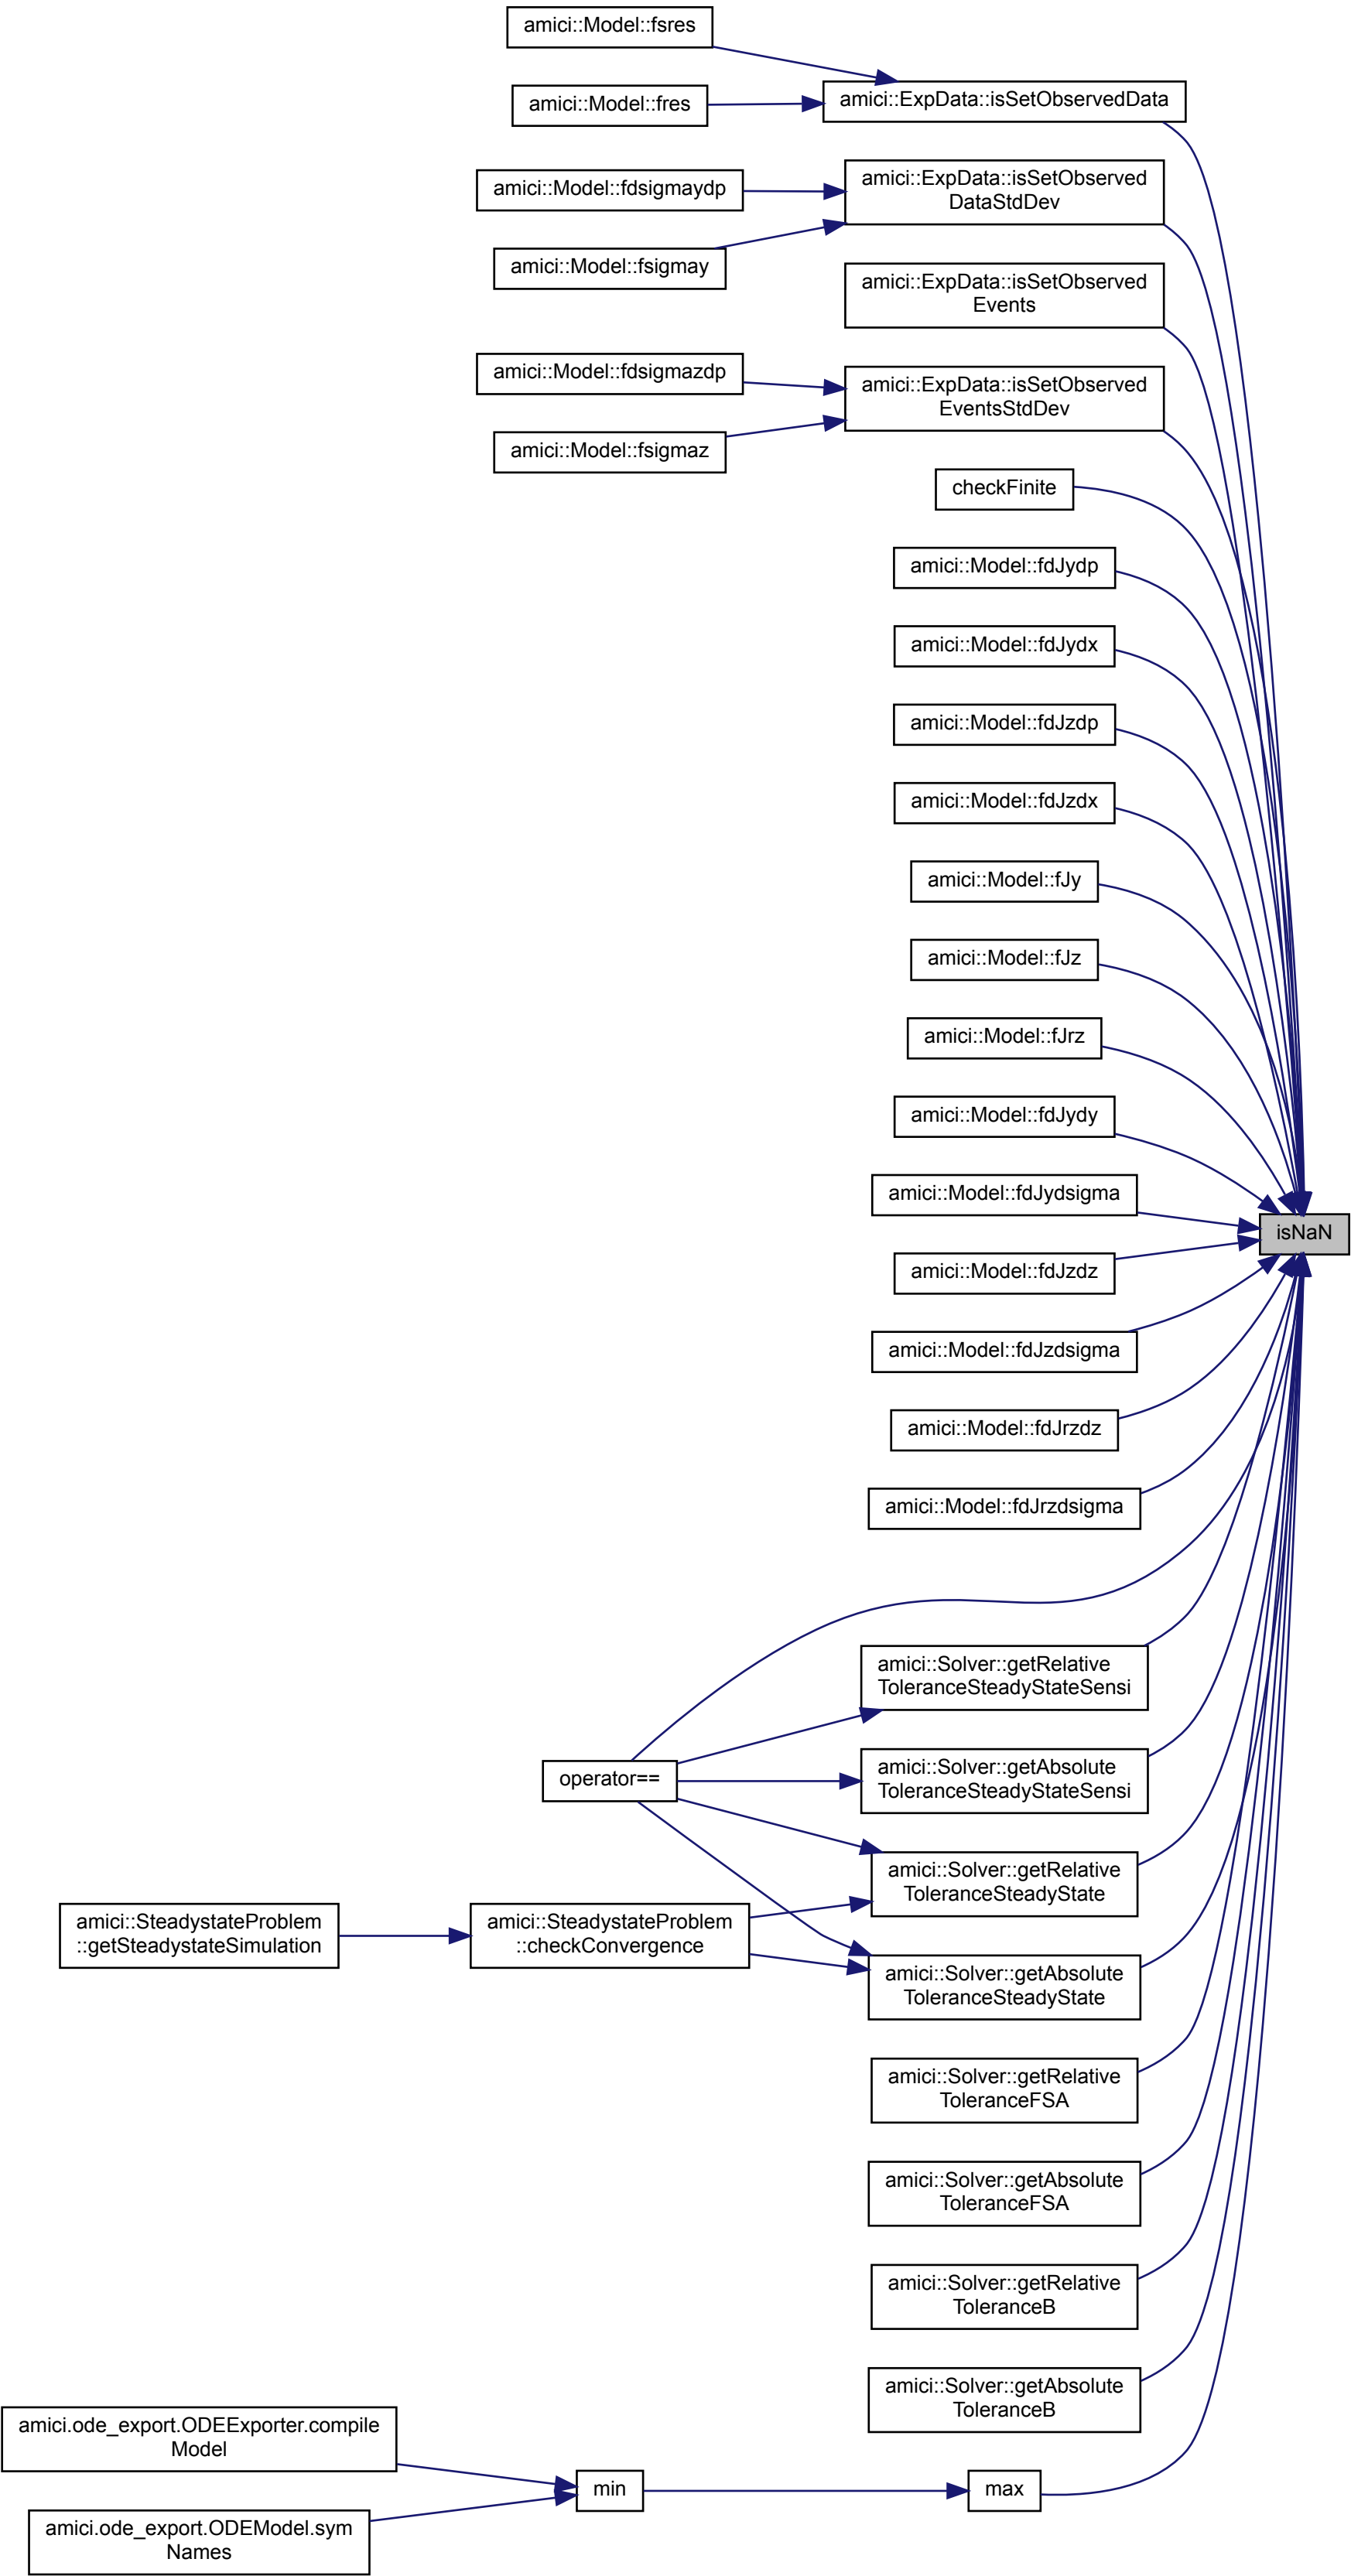 amici::Model::fsres
amici::Model::fres
amici::ExpData::isSetObservedData
amici::Model::fdsigmaydp
amici::Model::fsigmay
amici::ExpData::isSetObserved
DataStdDev
amici::ExpData::isSetObserved
Events
amici::Model::fdsigmazdp
amici::Model::fsigmaz
amici::ExpData::isSetObserved
EventsStdDev
checkFinite
amici::Model::fdJydp
amici::Model::fdJydx
amici::Model::fdJzdp
amici::Model::fdJzdx
amici::Model::fJy
amici::Model::fJz
amici::Model::fJrz
amici::Model::fdJydy
amici::Model::fdJydsigma
isNaN
amici::Model::fdJzdz
amici::Model::fdJzdsigma
amici::Model::fdJrzdz
amici::Model::fdJrzdsigma
amici::Solver::getRelative
ToleranceSteadyStateSensi
operator==
amici::Solver::getAbsolute
ToleranceSteadyStateSensi
amici::Solver::getRelative
ToleranceSteadyState
amici::SteadystateProblem
::getSteadystateSimulation
amici::SteadystateProblem
::checkConvergence
amici::Solver::getAbsolute
ToleranceSteadyState
amici::Solver::getRelative
ToleranceFSA
amici::Solver::getAbsolute
ToleranceFSA
amici::Solver::getRelative
ToleranceB
amici::Solver::getAbsolute
ToleranceB
amici.ode_export.ODEExporter.compile
Model
min
max
amici.ode_export.ODEModel.sym
Names